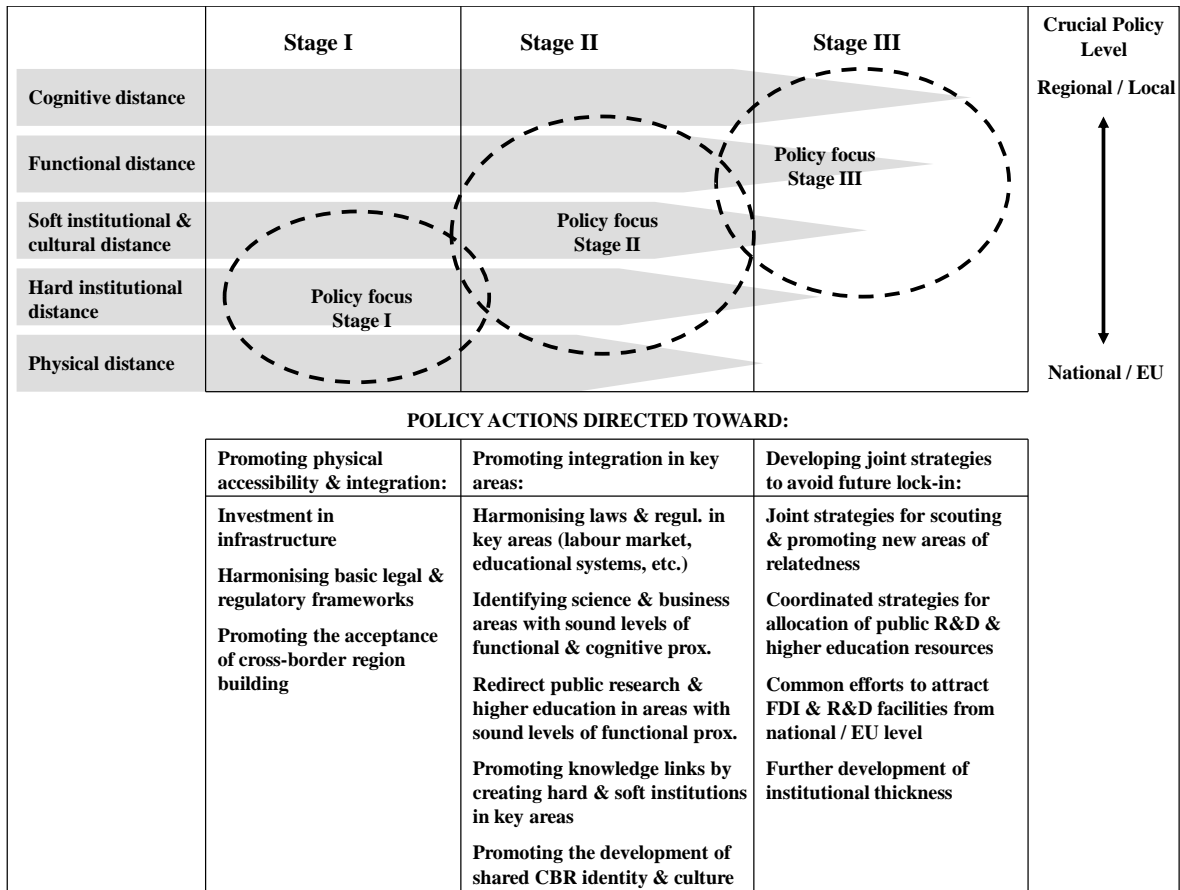 Stage I
Stage II
Stage III
Crucial Policy
Level
Cognitive distance
Regional / Local
Functional distance
Policy focus
Stage III
Soft institutional &
cultural distance
Policy focus
Stage II
Hard institutional
distance
Policy focus
Stage I
Physical distance
National / EU
POLICY ACTIONS DIRECTED TOWARD:
Promoting physical
accessibility & integration:
Investment in
infrastructure
Harmonising basic legal &
regulatory frameworks
Promoting the acceptance
of cross-border region
building
Promoting integration in key
areas:
Harmonising laws & regul. in
key areas (labour market,
educational systems, etc.)
Identifying science & business
areas with sound levels of
functional & cognitive prox.
Redirect public research &
higher education in areas with
sound levels of functional prox.
Promoting knowledge links by
creating hard & soft institutions
in key areas
Promoting the development of
shared CBR identity & culture
Developing joint strategies
to avoid future lock-in:
Joint strategies for scouting
& promoting new areas of
relatedness
Coordinated strategies for
allocation of public R&D &
higher education resources
Common efforts to attract
FDI & R&D facilities from
national / EU level
Further development of
institutional thickness